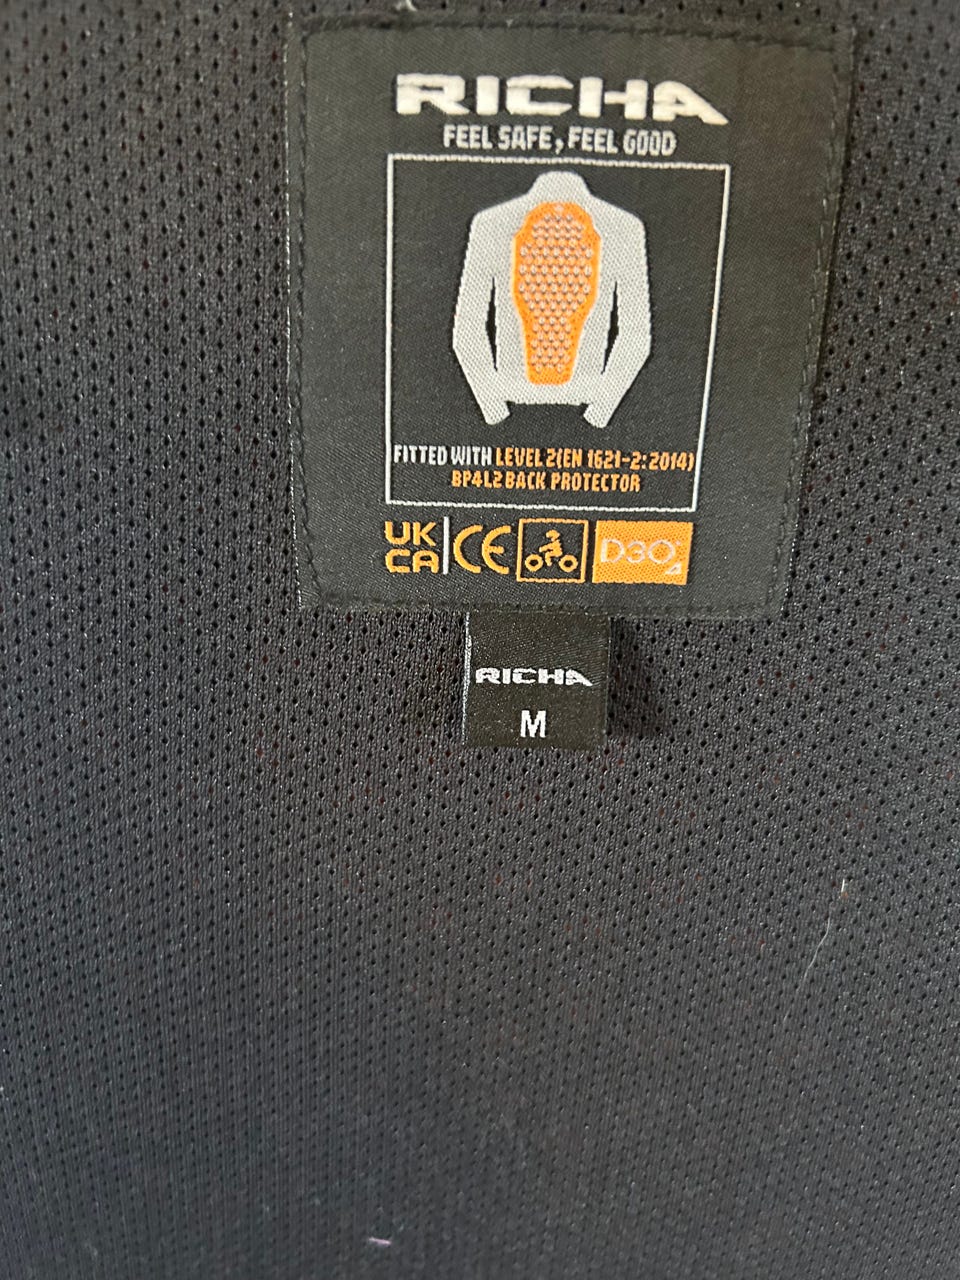 RICHA
FEEL SAFE, FEEL GOOD
FITTED WITH LEVEL 2(EN 1621-2:2014)
BP4L2 BACK PROTECTOR
UK CE D3O
CA
RICHA
M